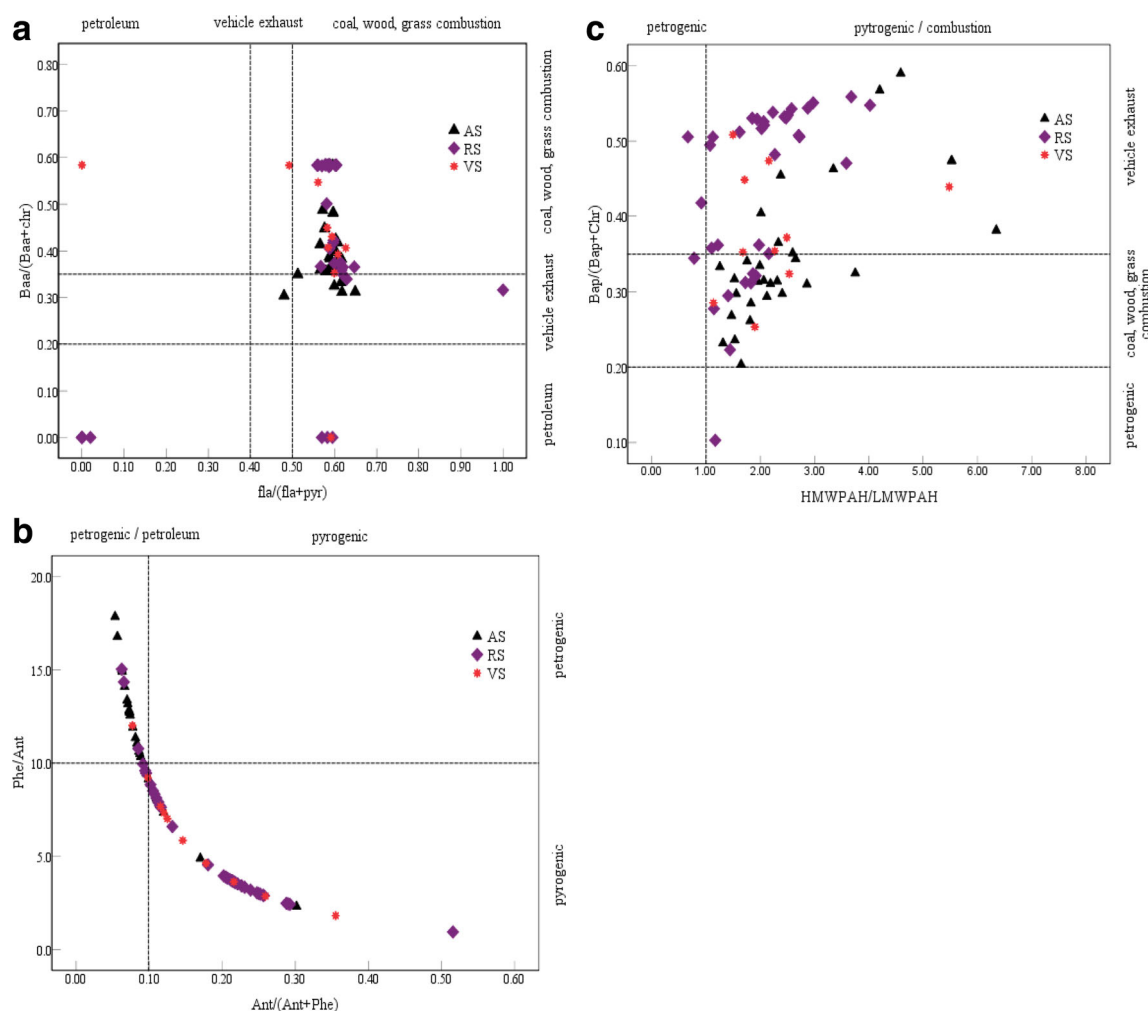 a
petroleum
vehicle exhaust
coal, wood, grass combustion
0.80
0.70
0.60
0.50
0.40
0.30
0.20
0.10
0.00
Baa/(Baa+chr)
AS
RS
VS
coal, wood, grass combustion
vehicle exhaust
petroleum
0.00 0.10 0.20 0.30 0.40 0.50 0.60 0.70 0.80 0.90 1.00
fla/(fla+pyr)
c
petrogenic
pytrogenic / combustion
0.60
0.50
0.40
0.30
0.20
0.10
Bap/(Bap+Chr)
AS
RS
VS
vehicle exhaust
coal, wood, grass
combustion
petrogenic
0.00 1.00 2.00 3.00 4.00 5.00 6.00 7.00 8.00
HMWPAH/LMWPAH
b
petrogenic / petroleum
pyrogenic
20.0
15.0
10.0
5.0
0.0
Phe/Ant
AS
RS
VS
petrogenic
pyrogenic
0.00 0.10 0.20 0.30 0.40 0.50 0.60
Ant/(Ant+Phe)